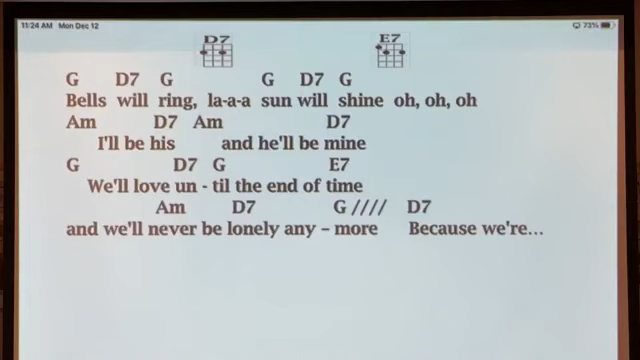 11:24 AM Mon Dec 12 73%
D7 E7
G D7 G G D7 G
Bells will ring, la-a-a sun will shine oh, oh, oh
Am D7 Am D7
I'll be his and he'll be mine
G D7 G E7
We'll love un - til the end of time
Am D7 G //// D7
and we'll never be lonely any – more Because we're...